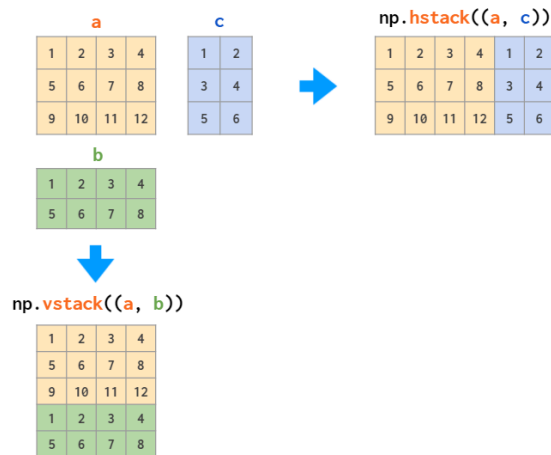 a
c
np.hstack((a, c))
1 2 3 4
1 2
1 2 3 4 1 2
5 6 7 8
3 4
5 6 7 8 3 4
9 10 11 12
5 6
9 10 11 12 5 6
b
1 2 3 4
5 6 7 8
np.vstack((a, b))
1 2 3 4
5 6 7 8
9 10 11 12
1 2 3 4
5 6 7 8